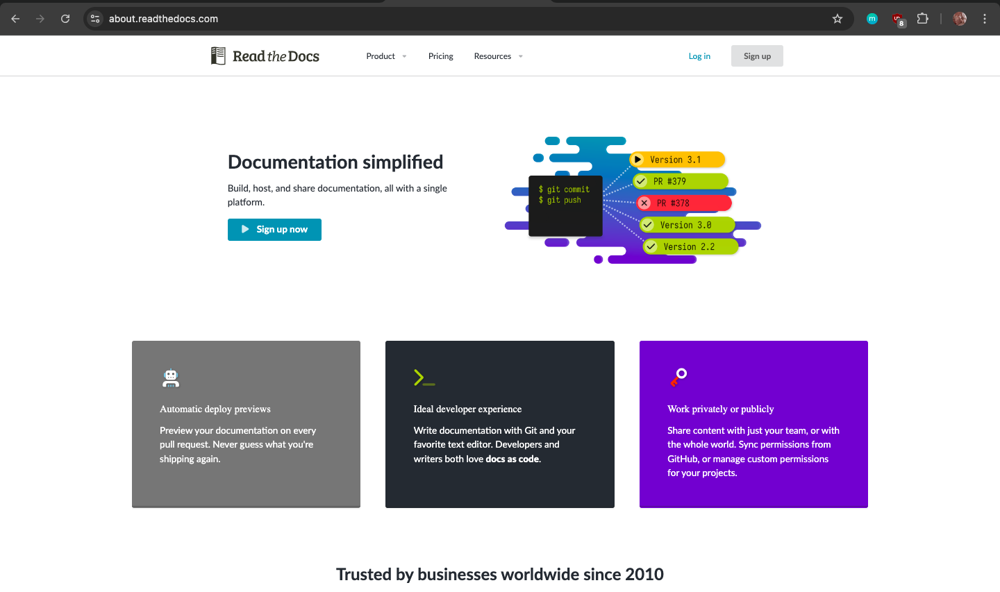 about.readthedocs.com
8
Read the Docs
Product
Pricing
Resources
Log in
Sign up
Documentation simplified
Build, host, and share documentation, all with a single
platform.
Sign up now
$ git commit
$ git push
Version 3.1
PR #379
PR #378
Version 3.0
Version 2.2
Automatic deploy previews
Preview your documentation on every
pull request. Never guess what you're
shipping again.
Ideal developer experience
Write documentation with Git and your
favorite text editor. Developers and
writers both love docs as code.
Work privately or publicly
Share content with just your team, or with
the whole world. Sync permissions from
GitHub, or manage custom permissions
for your projects.
Trusted by businesses worldwide since 2010